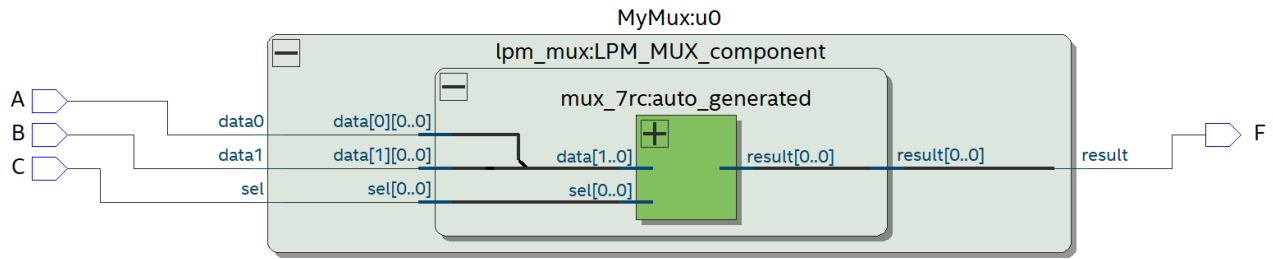 MyMux:u0
lpm_mux:LPM_MUX_component
mux_7rc:auto_generated
A
data0
data[0][0..0]
B
data1
data[1][0..0]
data[1..0]
result[0..0]
result[0..0]
result
F
C
sel
sel[0..0]
sel[0..0]